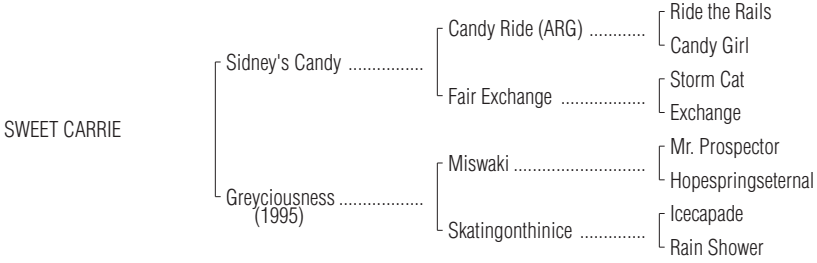 Ride the Rails
Candy Ride (ARG) ............
Candy Girl
Sidney's Candy ................
Storm Cat
Fair Exchange ..................
Exchange
SWEET CARRIE
Mr. Prospector
Miswaki ............................
Hopespringseternal
Greyciousness ..................
(1995)
Icecapade
Skatingonthinice ..............
Rain Shower